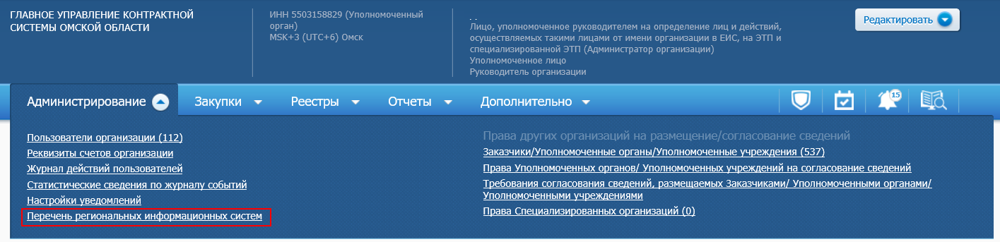 ГЛАВНОЕ УПРАВЛЕНИЕ КОНТРАКТНОЙ
СИСТЕМЫ ОМСКОЙ ОБЛАСТИ
ИНН 5503158829 (Уполномоченный
орган)
MSK+3 (UTC+6) Омск
Лицо, уполномоченное руководителем на определение лиц и действий,
осуществляемых такими лицами от имени организации в ЕИС, на ЭТП и
специализированной ЭТП (Администратор организации)
Уполномоченное лицо
Руководитель организации
Редактировать
Администрирование
Закупки
Реестры
Отчеты
Дополнительно
15
Пользователи организации (112)
Реквизиты счетов организации
Журнал действий пользователей
Статистические сведения по журналу событий
Настройки уведомлений
Перечень региональных информационных систем
Права других организаций на размещение/согласование сведений
Заказчики/Уполномоченные органы/Уполномоченные учреждения (537)
Права Уполномоченных органов/ Уполномоченных учреждений на согласование сведений
Требования согласования сведений, размещаемых Заказчиками/ Уполномоченными органами/
Уполномоченными учреждениями
Права Специализированных организаций (0)